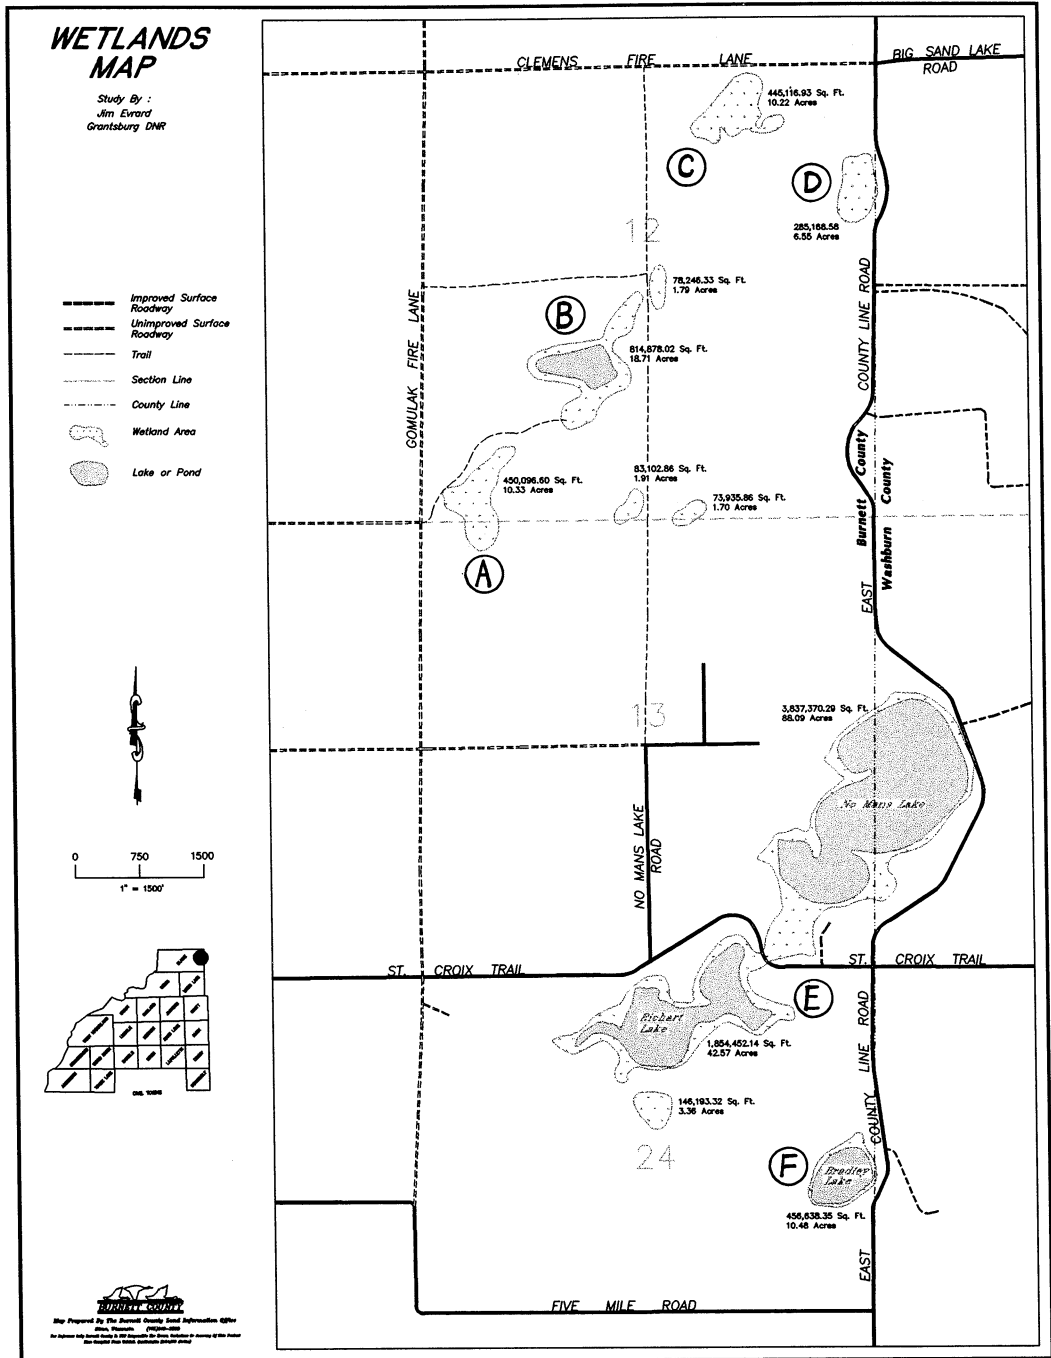 WETLANDS
MAP
Study By :
Jim Evrard
Grantsburg DNR
Improved Surface
Roadway
Unimproved Surface
Roadway
Trail
Section Line
County Line
Wetland Area
Lake or Pond
0 750 1500
1" = 1500'
CIVIL TOWNS
BURNETT COUNTY
Map Prepared By The Burnett County Land Information Office
CLEMENS FIRE LANE
BIG SAND LAKE
ROAD
445,116.93 Sq. Ft.
10.22 Acres
C
D
285,168.58
6.55 Acres
12
78,246.33 Sq. Ft.
1.79 Acres
B
814,878.02 Sq. Ft.
18.71 Acres
GOMULAK FIRE LANE
COUNTY LINE ROAD
450,096.60 Sq. Ft.
10.33 Acres
83,102.86 Sq. Ft.
1.91 Acres
73,935.86 Sq. Ft.
1.70 Acres
A
Burnett County
Washburn County
EAST
13
3,837,370.29 Sq. Ft.
88.09 Acres
No Mans Lake
NO MANS LAKE
ROAD
ST. CROIX TRAIL
ST. CROIX TRAIL
E
Richart
Lake
1,854,452.14 Sq. Ft.
42.57 Acres
146,193.32 Sq. Ft.
3.36 Acres
24
COUNTY LINE ROAD
F
Bradley
Lake
456,638.35 Sq. Ft.
10.48 Acres
EAST
FIVE MILE ROAD